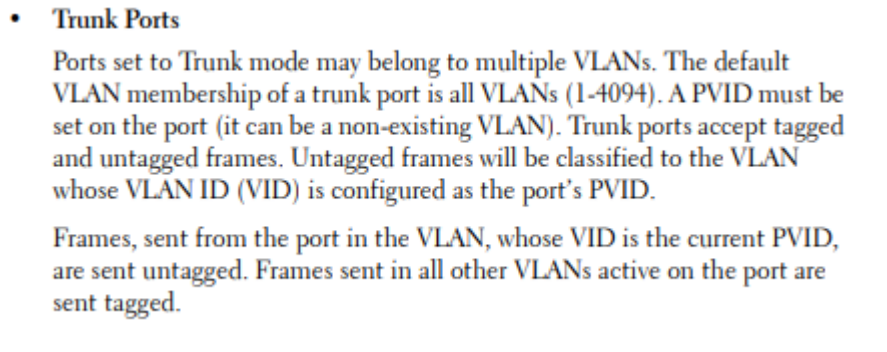 • Trunk Ports
Ports set to Trunk mode may belong to multiple VLANs. The default
VLAN membership of a trunk port is all VLANs (1-4094). A PVID must be
set on the port (it can be a non-existing VLAN). Trunk ports accept tagged
and untagged frames. Untagged frames will be classified to the VLAN
whose VLAN ID (VID) is configured as the port's PVID.
Frames, sent from the port in the VLAN, whose VID is the current PVID,
are sent untagged. Frames sent in all other VLANs active on the port are
sent tagged.